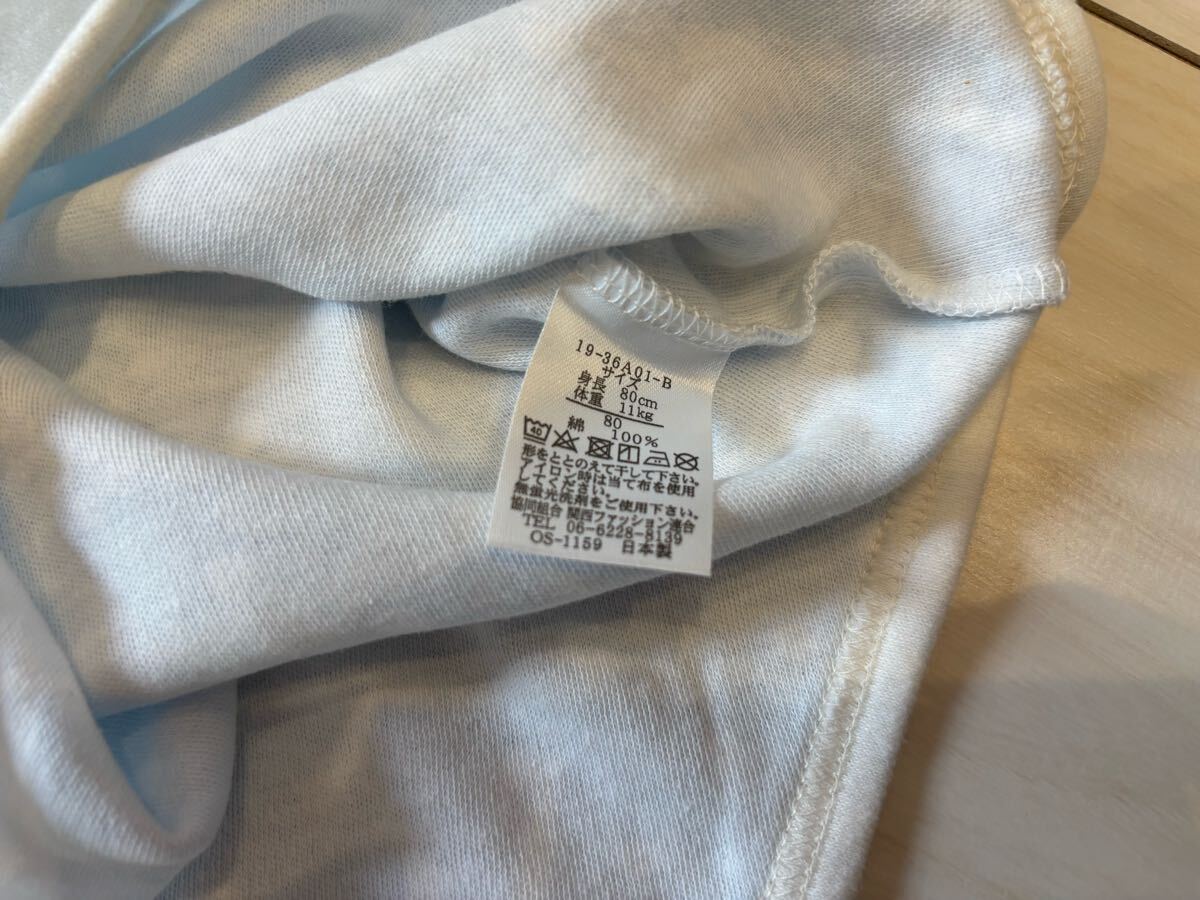 19-36A01-B
サイズ
身長 80cm
体重 11kg
80
綿 100%
40
形をととのえて干して下さい。
アイロン時は当て布を使用
してください。
無蛍光洗剤をご使用下さい。
協同組合 関西ファッション連合
TEL 06-6228-8139
OS-1159 日本製